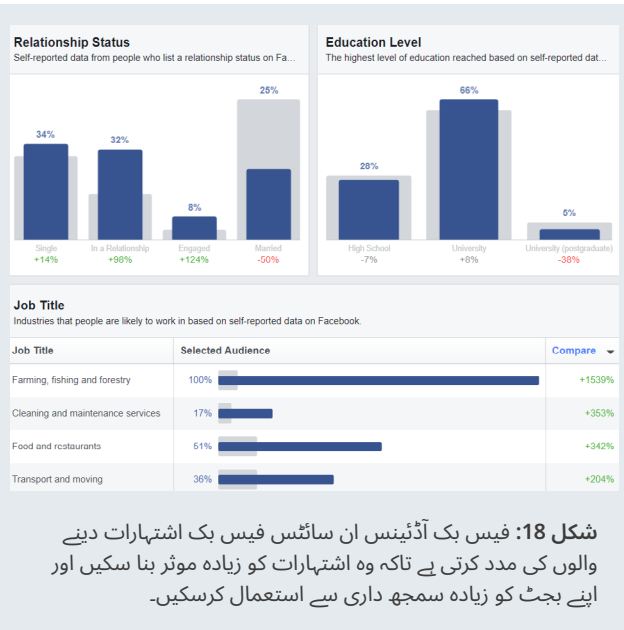 Relationship Status
Self-reported data from people who list a relationship status on Fa...
34%
32%
8%
25%
Single
In a Relationship
Engaged
Married
+14%
+98%
+124%
-50%
Education Level
The highest level of education reached based on self-reported dat...
28%
66%
5%
High School
University
University (postgraduate)
-7%
+8%
-38%
Job Title
Industries that people are likely to work in based on self-reported data on Facebook.
Job Title Selected Audience Compare
Farming, fishing and forestry 100% +1539%
Cleaning and maintenance services 17% +353%
Food and restaurants 51% +342%
Transport and moving 36% +204%
شکل 18: فیس بک آڈئینس ان سائٹس فیس بک اشتہارات دینے
والوں کی مدد کرتی ہے تاکہ وہ اشتہارات کو زیادہ موثر بنا سکیں اور
اپنے بجٹ کو زیادہ سمجھ داری سے استعمال کرسکیں۔